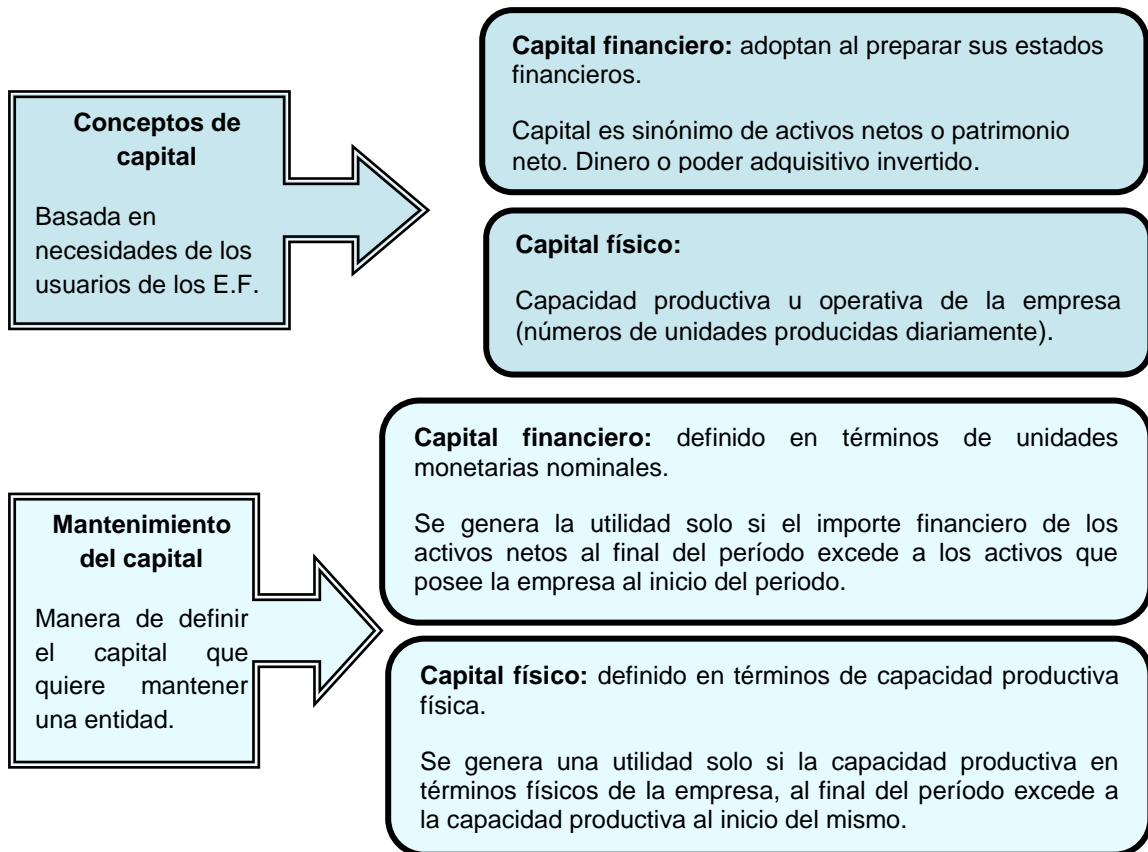 Conceptos de
capital
Basada en
necesidades de los
usuarios de los E.F.
Capital financiero: adoptan al preparar sus estados
financieros.
Capital es sinónimo de activos netos o patrimonio
neto. Dinero o poder adquisitivo invertido.
Capital físico:
Capacidad productiva u operativa de la empresa
(números de unidades producidas diariamente).
Mantenimiento
del capital
Manera de definir
el capital que
quiere mantener
una entidad.
Capital financiero: definido en términos de unidades
monetarias nominales.
Se genera la utilidad solo si el importe financiero de los
activos netos al final del período excede a los activos que
posee la empresa al inicio del periodo.
Capital físico: definido en términos de capacidad productiva
física.
Se genera una utilidad solo si la capacidad productiva en
términos físicos de la empresa, al final del período excede a
la capacidad productiva al inicio del mismo.